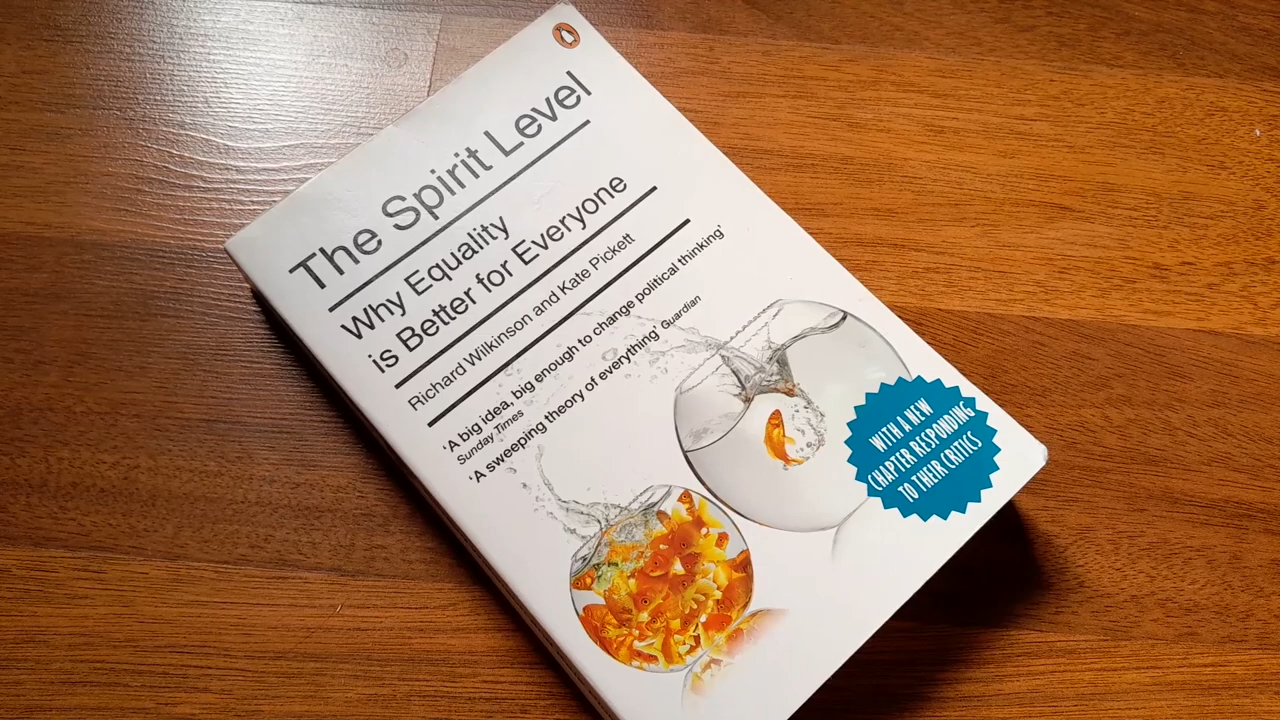 The Spirit Level
Why Equality
is Better for Everyone
Richard Wilkinson and Kate Pickett
'A big idea, big enough to change political thinking'
Sunday Times
'A sweeping theory of everything' Guardian
WITH A NEW
CHAPTER RESPONDING
TO THEIR CRITICS